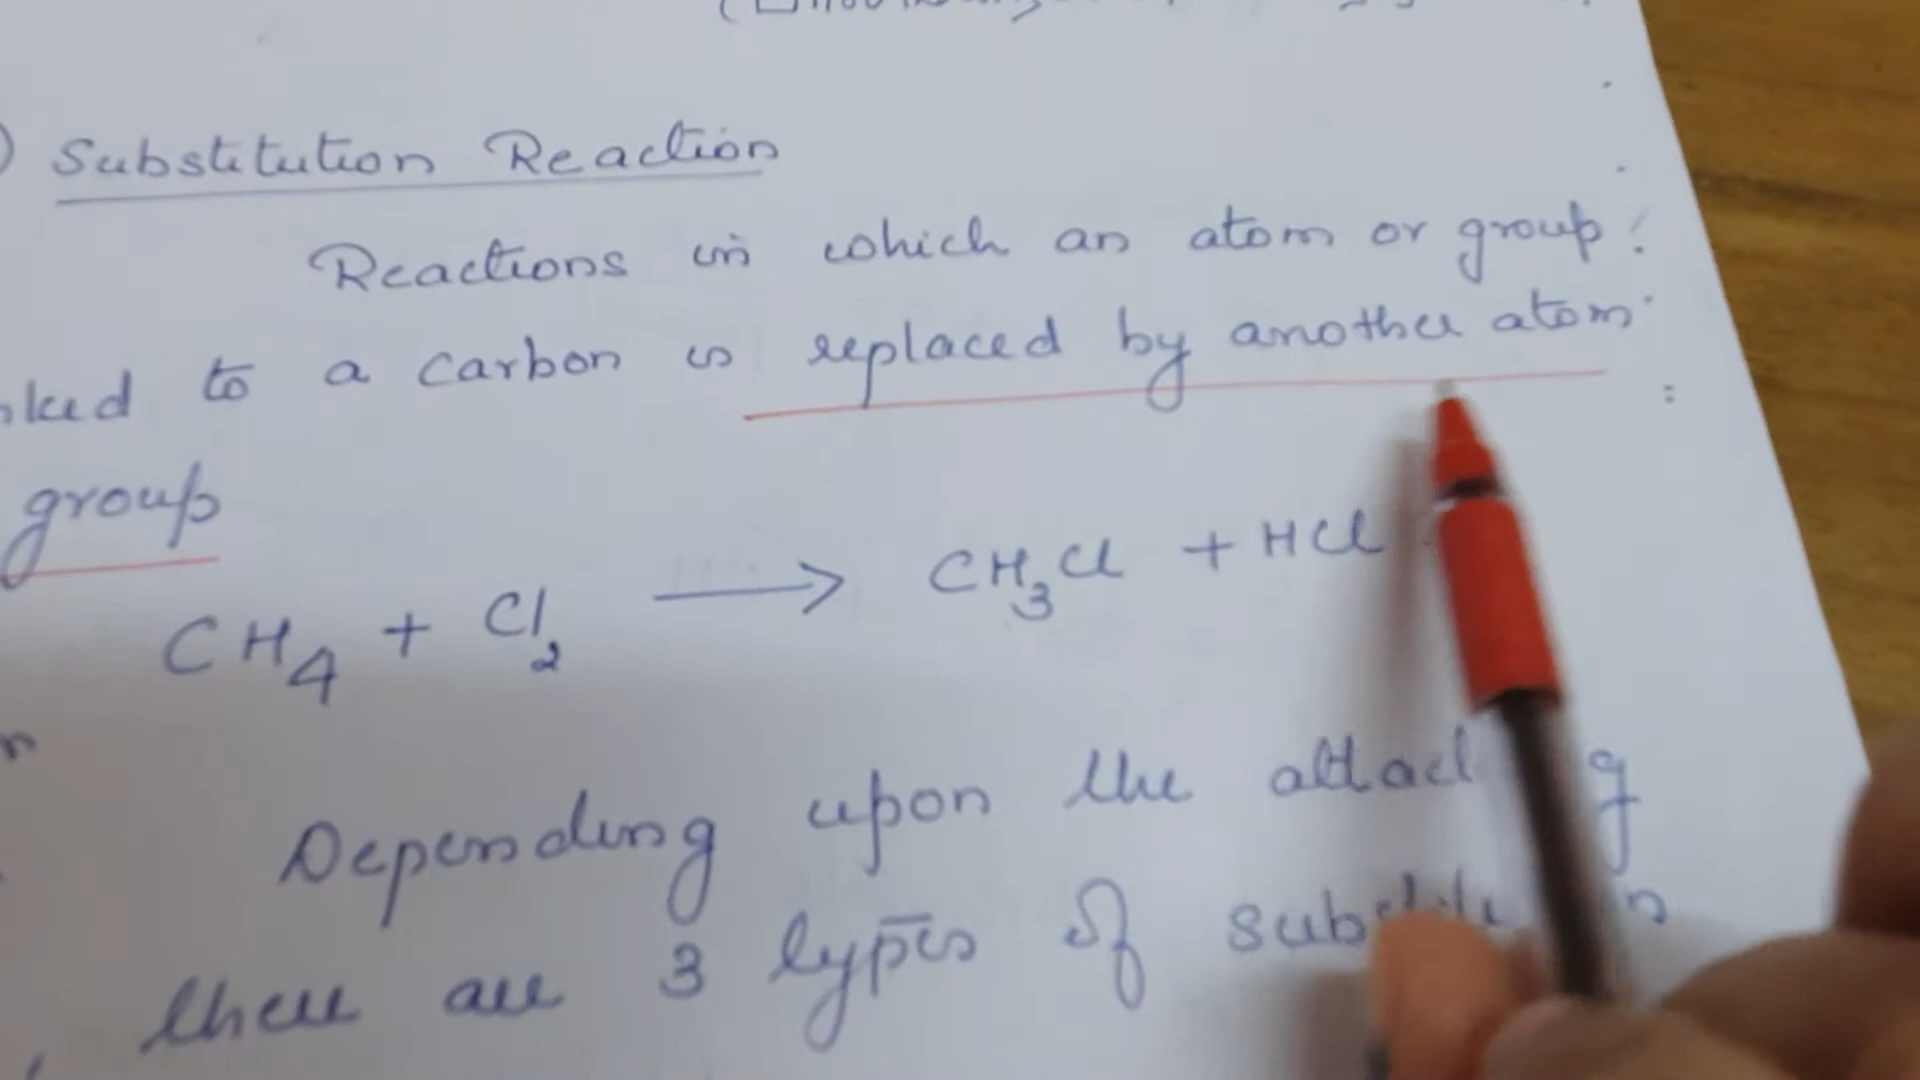 Substitution Reaction
Reactions in which an atom or group
to a carbon is replaced by another atom
group
CH₄ + Cl₂ → CH₃Cl + HCl
Depending upon the
there are 3 types of